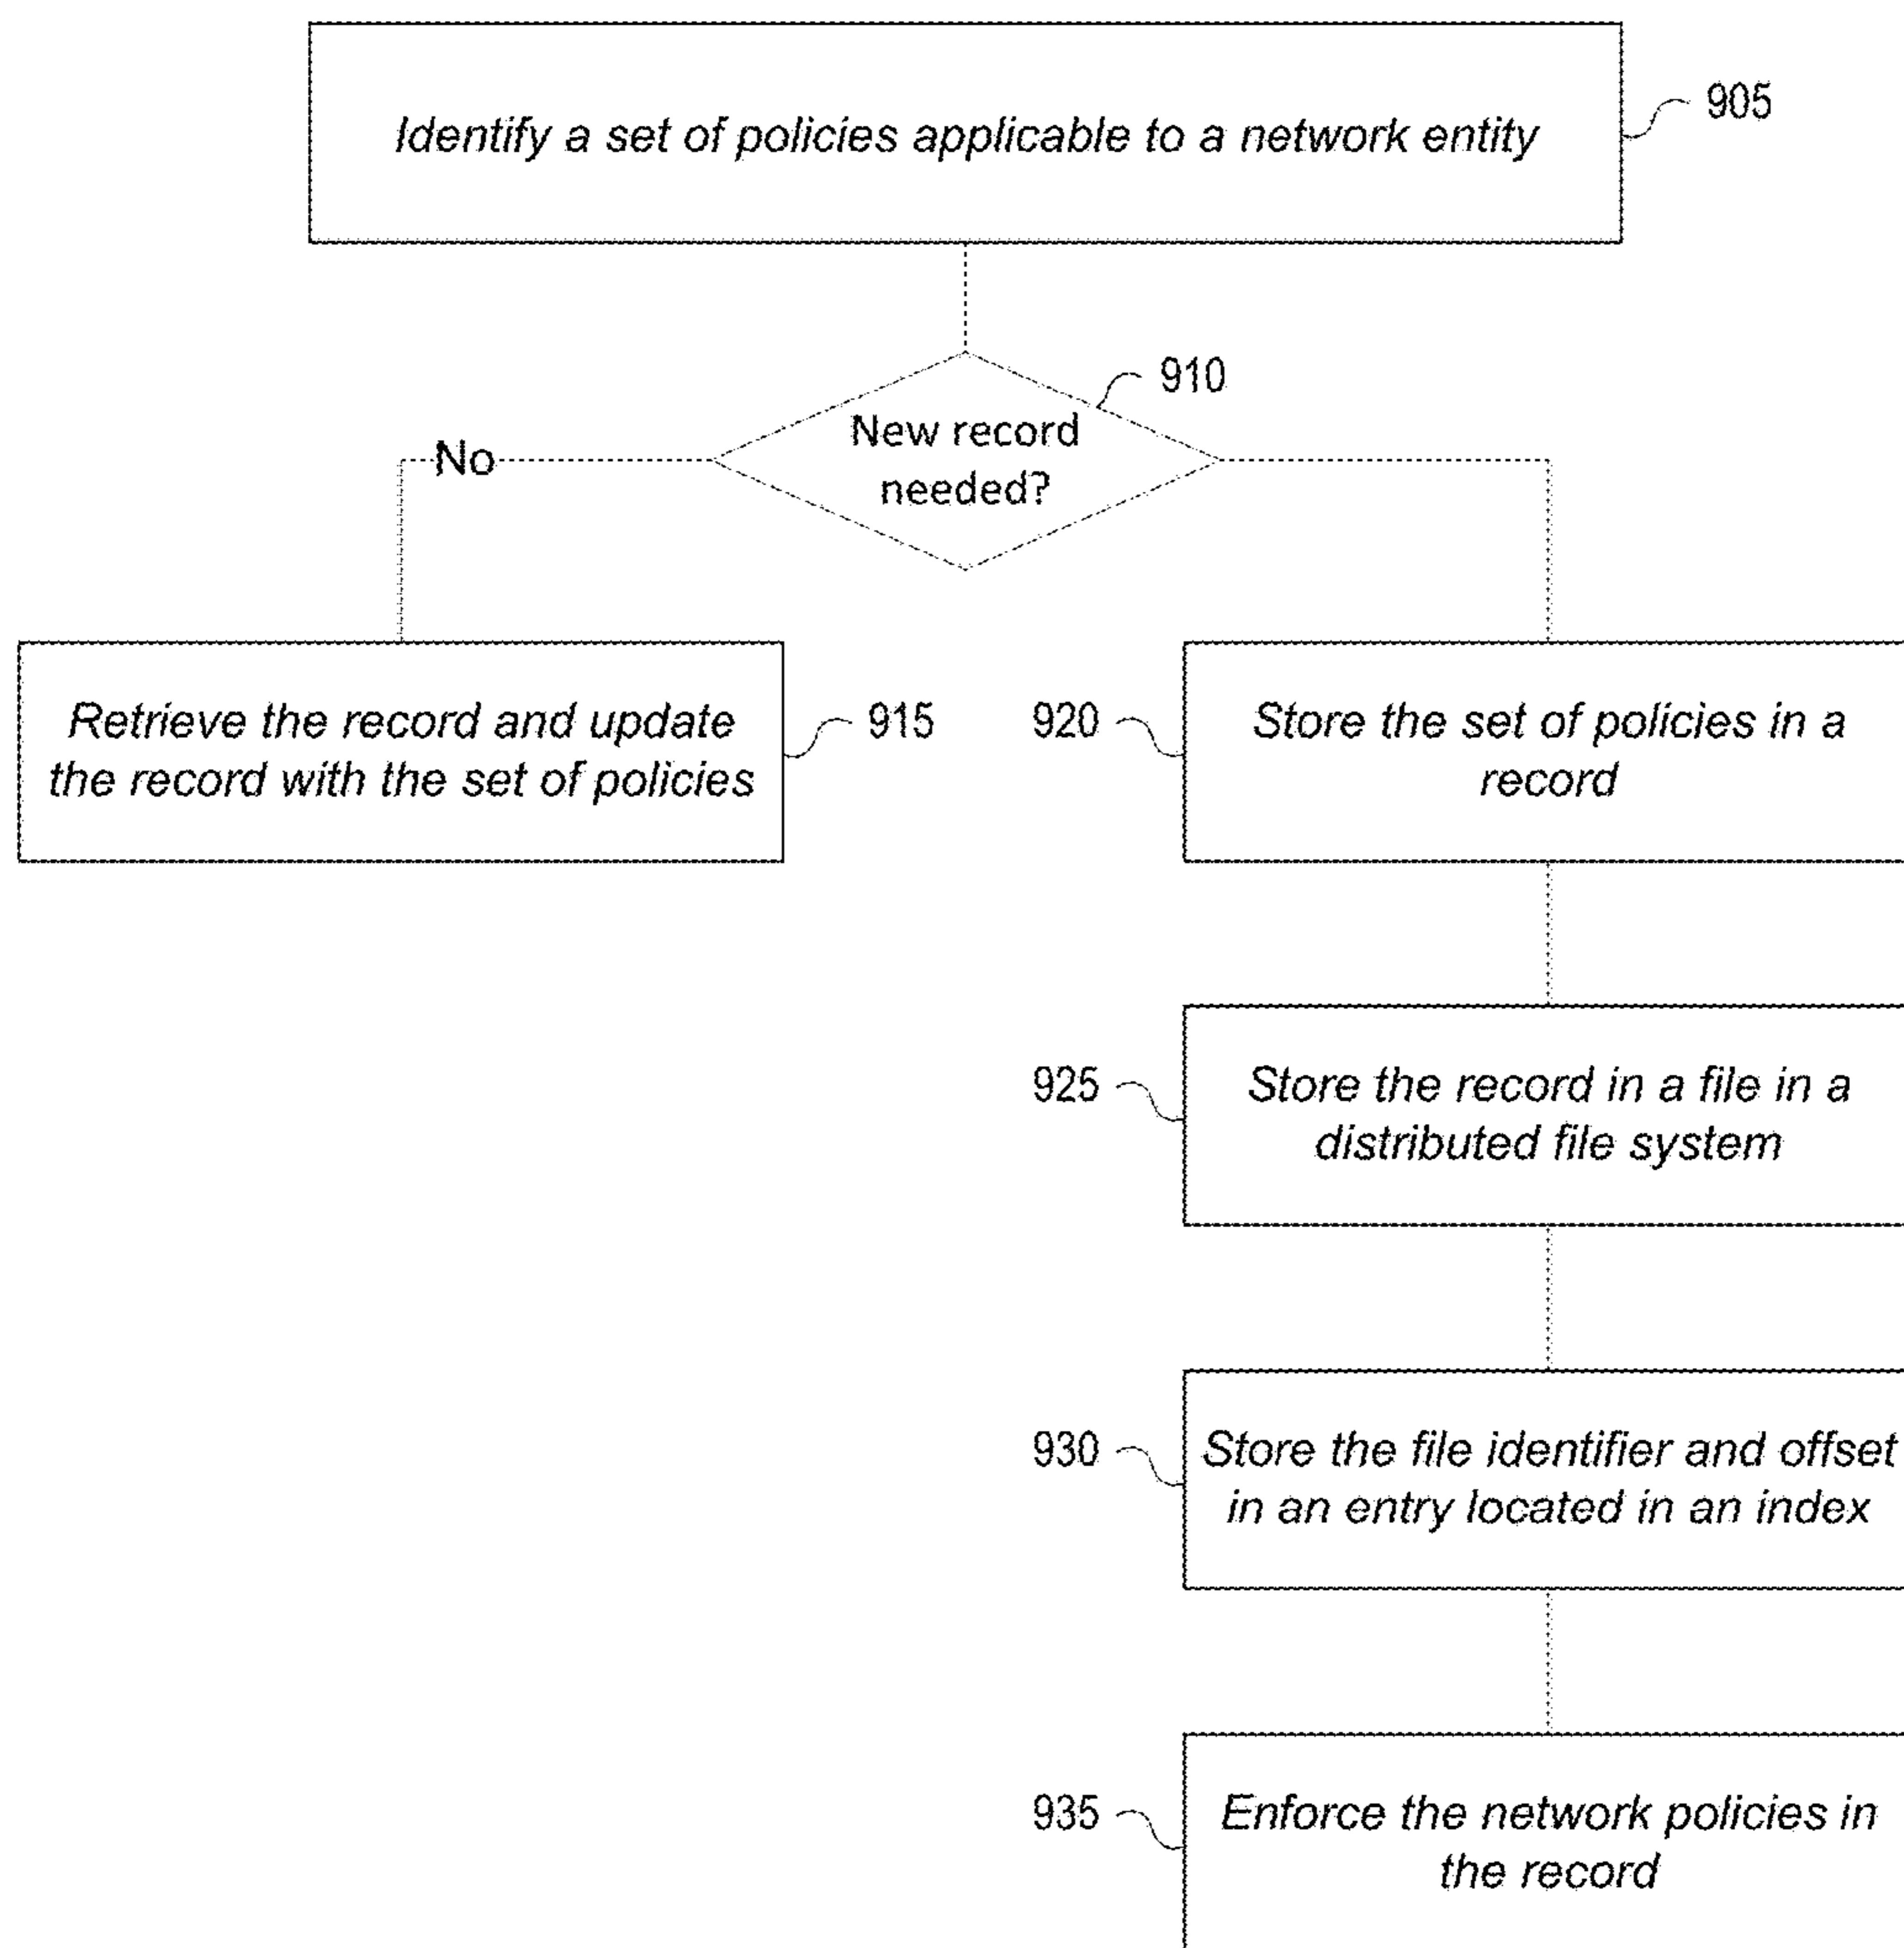 Identify a set of policies applicable to a network entity
905
910
New record
needed?
No
Retrieve the record and update
the record with the set of policies
915
920
Store the set of policies in a
record
925
Store the record in a file in a
distributed file system
930
Store the file identifier and offset
in an entry located in an index
935
Enforce the network policies in
the record